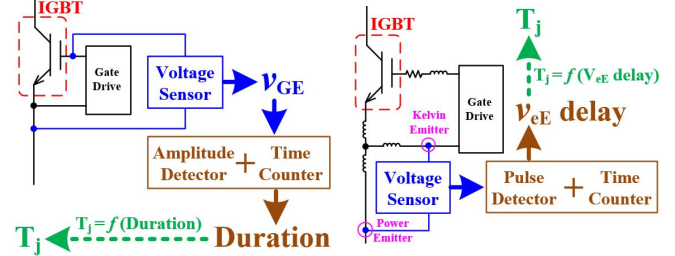 IGBT
Gate
Drive
Voltage
Sensor
vGE
Amplitude
Detector
+
Time
Counter
Tj = f (Duration)
Tj
Duration
IGBT
Tj
Tj = f (VeE delay)
Gate
Drive
veE delay
Kelvin
Emitter
Voltage
Sensor
Pulse
Detector
+
Time
Counter
Power
Emitter